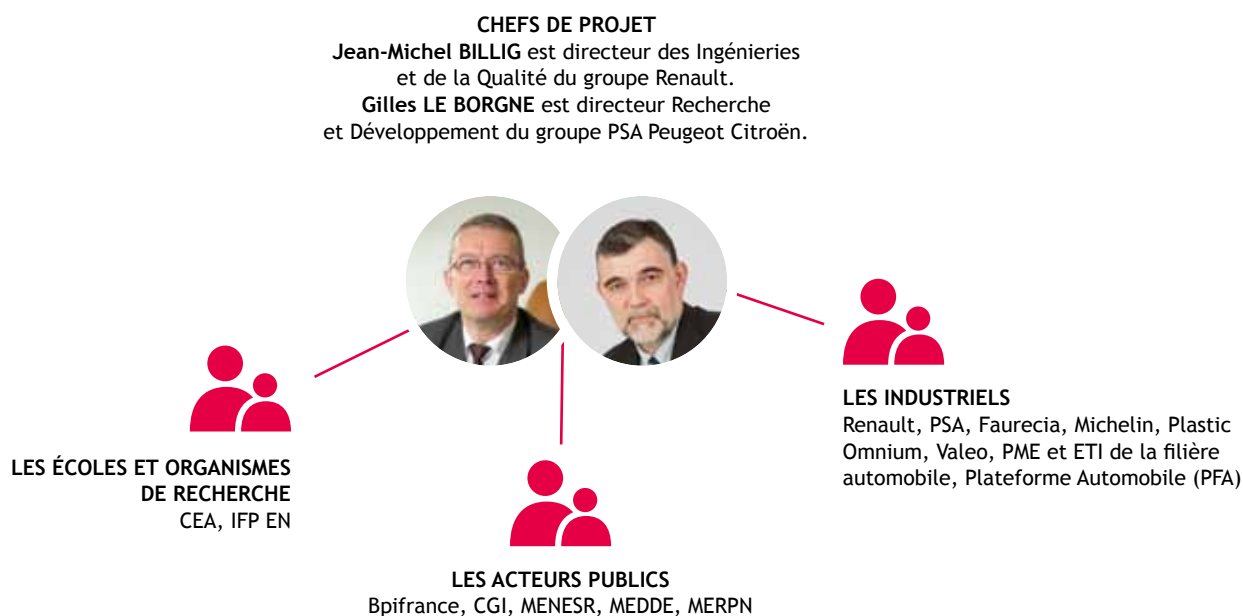 CHEFS DE PROJET
Jean-Michel BILLIG est directeur des Ingénieries
et de la Qualité du groupe Renault.
Gilles LE BORGNE est directeur Recherche
et Développement du groupe PSA Peugeot Citroën.
LES INDUSTRIELS
Renault, PSA, Faurecia, Michelin, Plastic
Omnium, Valeo, PME et ETI de la filière
automobile, Plateforme Automobile (PFA)
LES ÉCOLES ET ORGANISMES
DE RECHERCHE
CEA, IFP EN
LES ACTEURS PUBLICS
Bpifrance, CGI, MENESR, MEDDE, MERPN